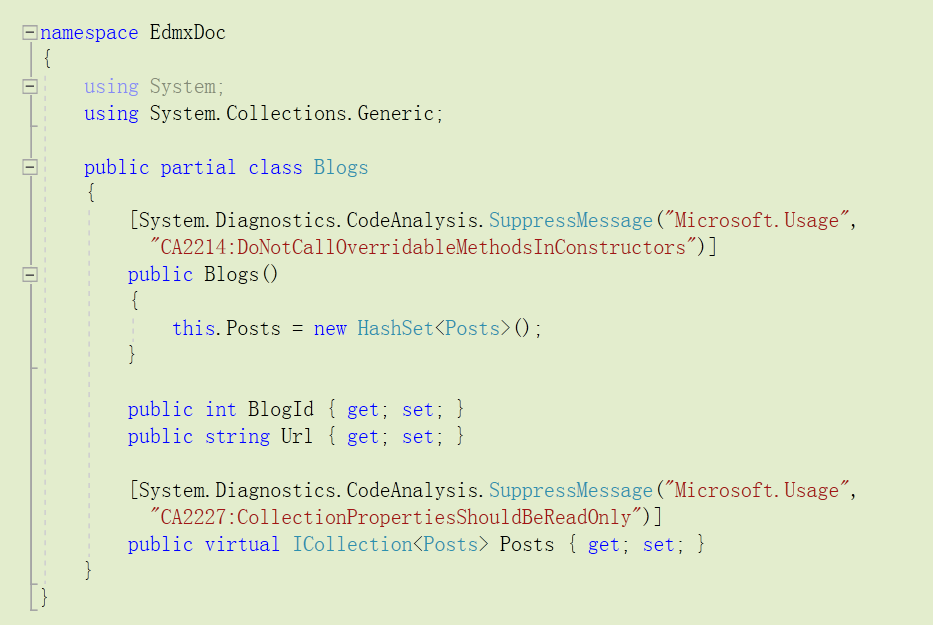 namespace EdmxDoc
{
    using System;
    using System.Collections.Generic;

    public partial class Blogs
    {
        [System.Diagnostics.CodeAnalysis.SuppressMessage("Microsoft.Usage",
          "CA2214:DoNotCallOverridableMethodsInConstructors")]
        public Blogs()
        {
            this.Posts = new HashSet<Posts>();
        }

        public int BlogId { get; set; }
        public string Url { get; set; }

        [System.Diagnostics.CodeAnalysis.SuppressMessage("Microsoft.Usage",
          "CA2227:CollectionPropertiesShouldBeReadOnly")]
        public virtual ICollection<Posts> Posts { get; set; }
    }
}